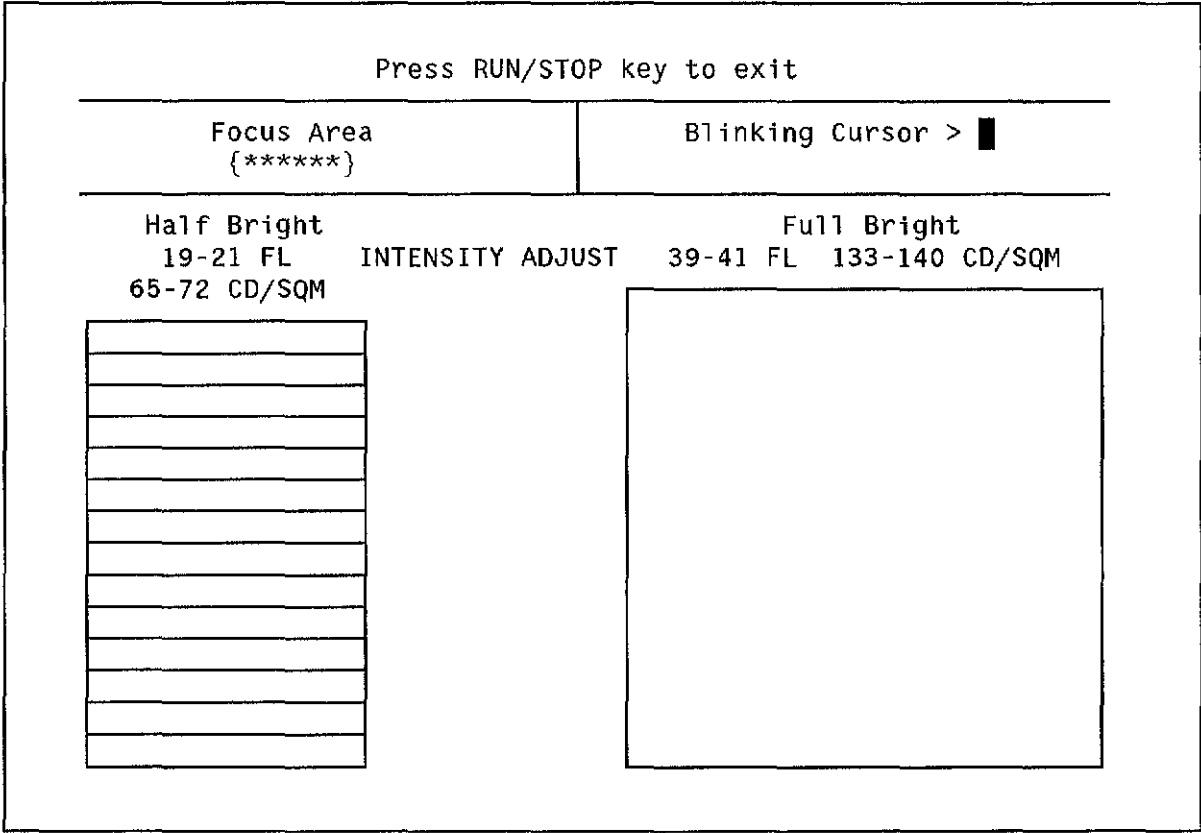 Press RUN/STOP key to exit
Focus Area
{******}
Blinking Cursor >
Half Bright
19-21 FL
65-72 CD/SQM
INTENSITY ADJUST
Full Bright
39-41 FL 133-140 CD/SQM